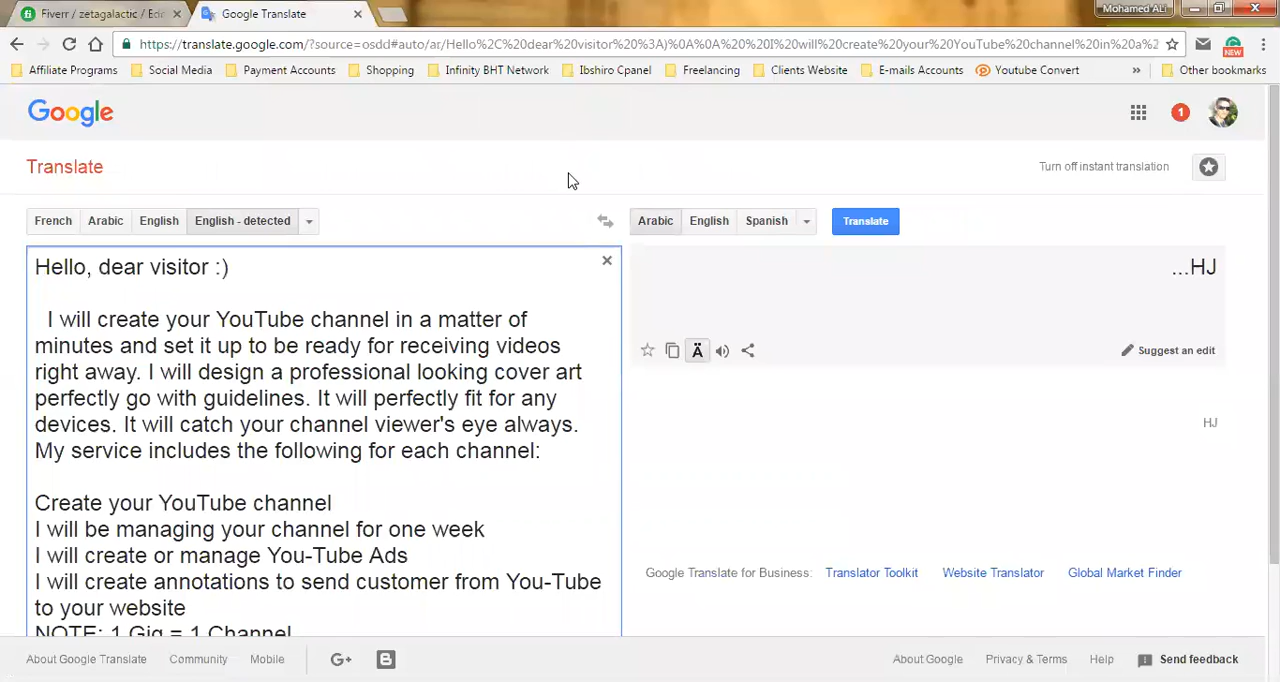 Fiverr / zetagalactic / Edit
Google Translate
Mohamed ALi
https://translate.google.com/?source=osdd#auto/ar/Hello%2C%20dear%20visitor%20%3A)%0A%0A%20%20I%20will%20create%20your%20YouTube%20channel%20in%20a%2
NEW
Affiliate Programs
Social Media
Payment Accounts
Shopping
Infinity BHT Network
Ibshiro Cpanel
Freelancing
Clients Website
E-mails Accounts
Youtube Convert
»
Other bookmarks
Google
1
Translate
Turn off instant translation
French
Arabic
English
English - detected
Arabic
English
Spanish
Translate
Hello, dear visitor :)
I will create your YouTube channel in a matter of
minutes and set it up to be ready for receiving videos
right away. I will design a professional looking cover art
perfectly go with guidelines. It will perfectly fit for any
devices. It will catch your channel viewer's eye always.
My service includes the following for each channel:
Create your YouTube channel
I will be managing your channel for one week
I will create or manage You-Tube Ads
I will create annotations to send customer from You-Tube
to your website
NOTE: 1 Gig = 1 Channel
...HJ
Ä
Suggest an edit
HJ
Google Translate for Business:
Translator Toolkit
Website Translator
Global Market Finder
About Google Translate
Community
Mobile
G+
B
About Google
Privacy & Terms
Help
Send feedback